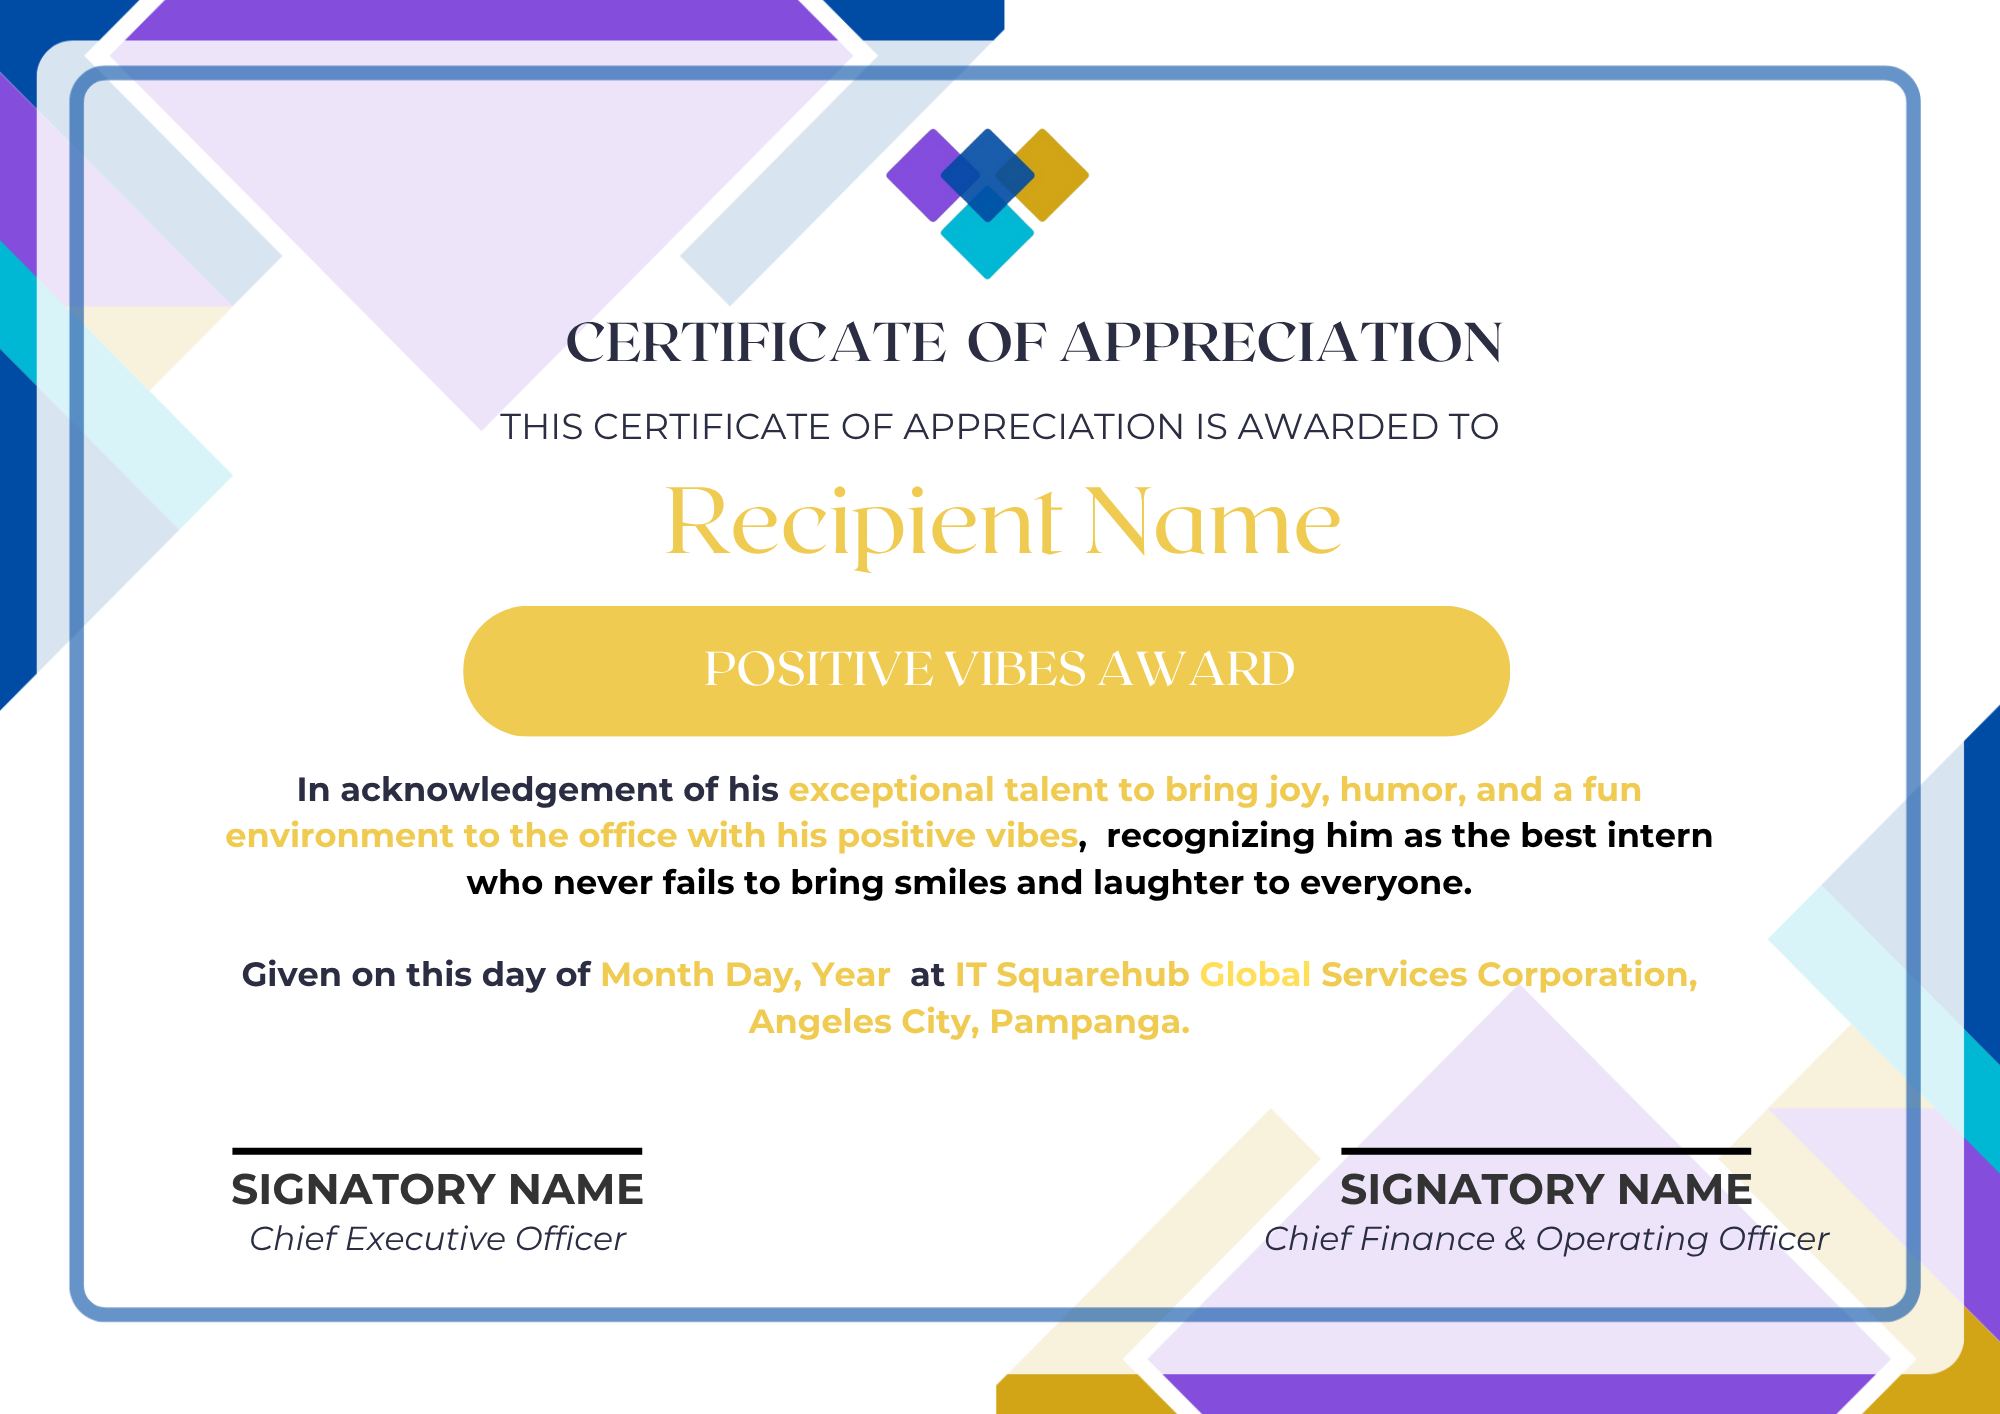 CERTIFICATE OF APPRECIATION
THIS CERTIFICATE OF APPRECIATION IS AWARDED TO
Recipient Name
POSITIVE VIBES AWARD
In acknowledgement of his exceptional talent to bring joy, humor, and a fun
environment to the office with his positive vibes, recognizing him as the best intern
who never fails to bring smiles and laughter to everyone.
Given on this day of Month Day, Year at IT Squarehub Global Services Corporation,
Angeles City, Pampanga.
SIGNATORY NAME
Chief Executive Officer
SIGNATORY NAME
Chief Finance & Operating Officer